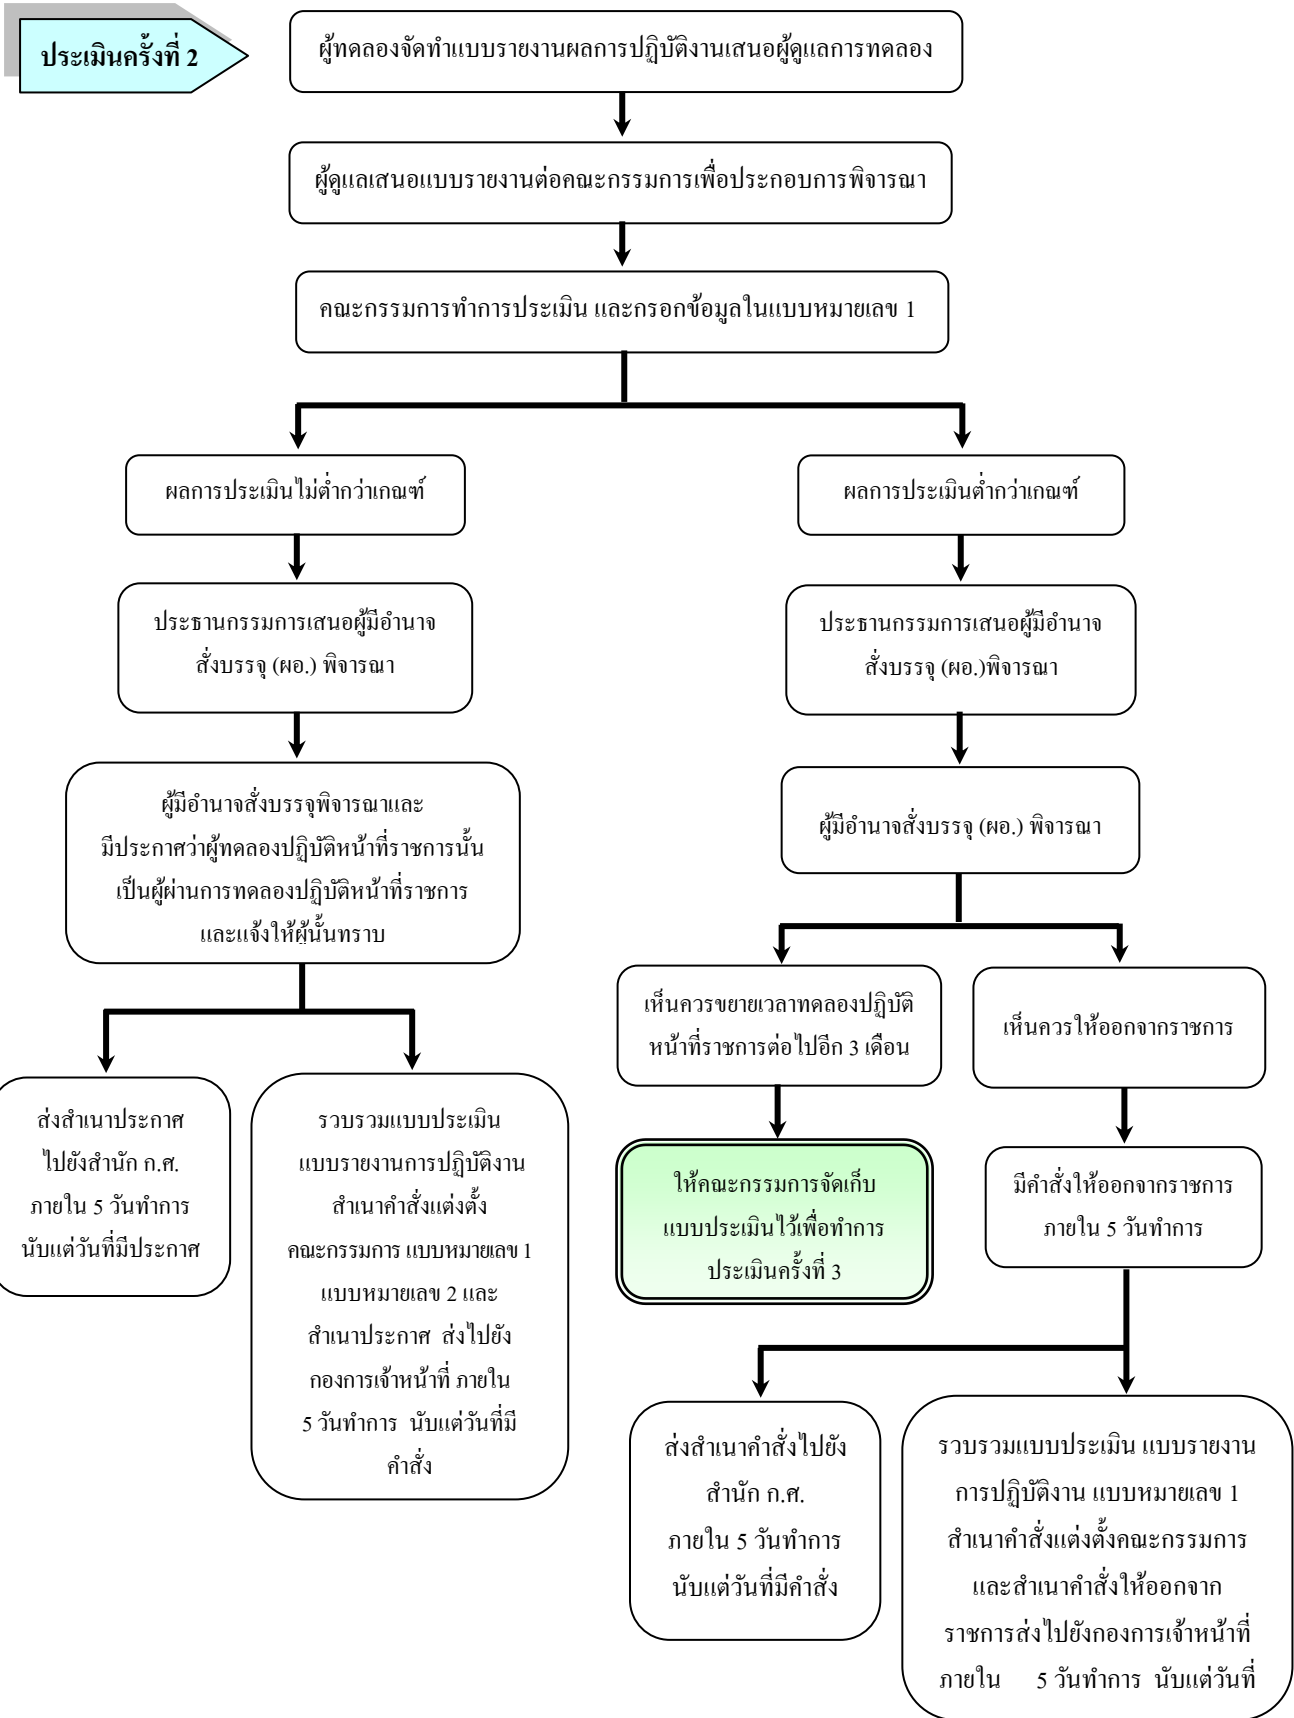 ประเมินครั้งที่ 2
ผู้ทดลองจัดทำแบบรายงานผลการปฏิบัติงานเสนอผู้ดูแลการทดลอง
ผู้ดูแลเสนอแบบรายงานต่อคณะกรรมการเพื่อประกอบการพิจารณา
คณะกรรมการทำการประเมิน และกรอกข้อมูลในแบบหมายเลข 1
ผลการประเมินไม่ต่ำกว่าเกณฑ์
ประธานกรรมการเสนอผู้มีอำนาจ
สั่งบรรจุ (ผอ.) พิจารณา
ผู้มีอำนาจสั่งบรรจุพิจารณาและ
มีประกาศว่าผู้ทดลองปฏิบัติหน้าที่ราชการนั้น
เป็นผู้ผ่านการทดลองปฏิบัติหน้าที่ราชการ
และแจ้งให้ผู้นั้นทราบ
ส่งสำเนาประกาศ
ไปยังสำนัก ก.ศ.
ภายใน 5 วันทำการ
นับแต่วันที่มีประกาศ
รวบรวมแบบประเมิน
แบบรายงานการปฏิบัติงาน
สำเนาคำสั่งแต่งตั้ง
คณะกรรมการ แบบหมายเลข 1
แบบหมายเลข 2 และ
สำเนาประกาศ ส่งไปยัง
กองการเจ้าหน้าที่ ภายใน
5 วันทำการ นับแต่วันที่มี
คำสั่ง
ผลการประเมินต่ำกว่าเกณฑ์
ประธานกรรมการเสนอผู้มีอำนาจ
สั่งบรรจุ (ผอ.)พิจารณา
ผู้มีอำนาจสั่งบรรจุ (ผอ.) พิจารณา
เห็นควรขยายเวลาทดลองปฏิบัติ
หน้าที่ราชการต่อไปอีก 3 เดือน
ให้คณะกรรมการจัดเก็บ
แบบประเมินไว้เพื่อทำการ
ประเมินครั้งที่ 3
เห็นควรให้ออกจากราชการ
มีคำสั่งให้ออกจากราชการ
ภายใน 5 วันทำการ
ส่งสำเนาคำสั่งไปยัง
สำนัก ก.ศ.
ภายใน 5 วันทำการ
นับแต่วันที่มีคำสั่ง
รวบรวมแบบประเมิน แบบรายงาน
การปฏิบัติงาน แบบหมายเลข 1
สำเนาคำสั่งแต่งตั้งคณะกรรมการ
และสำเนาคำสั่งให้ออกจาก
ราชการส่งไปยังกองการเจ้าหน้าที่
ภายใน 5 วันทำการ นับแต่วันที่